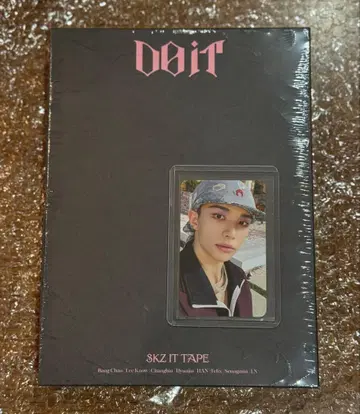 DO iT
SKZ IT TAPE
Bang Chan Lee Know Changbin Hyunjin HAN Felix Seungmin I.N